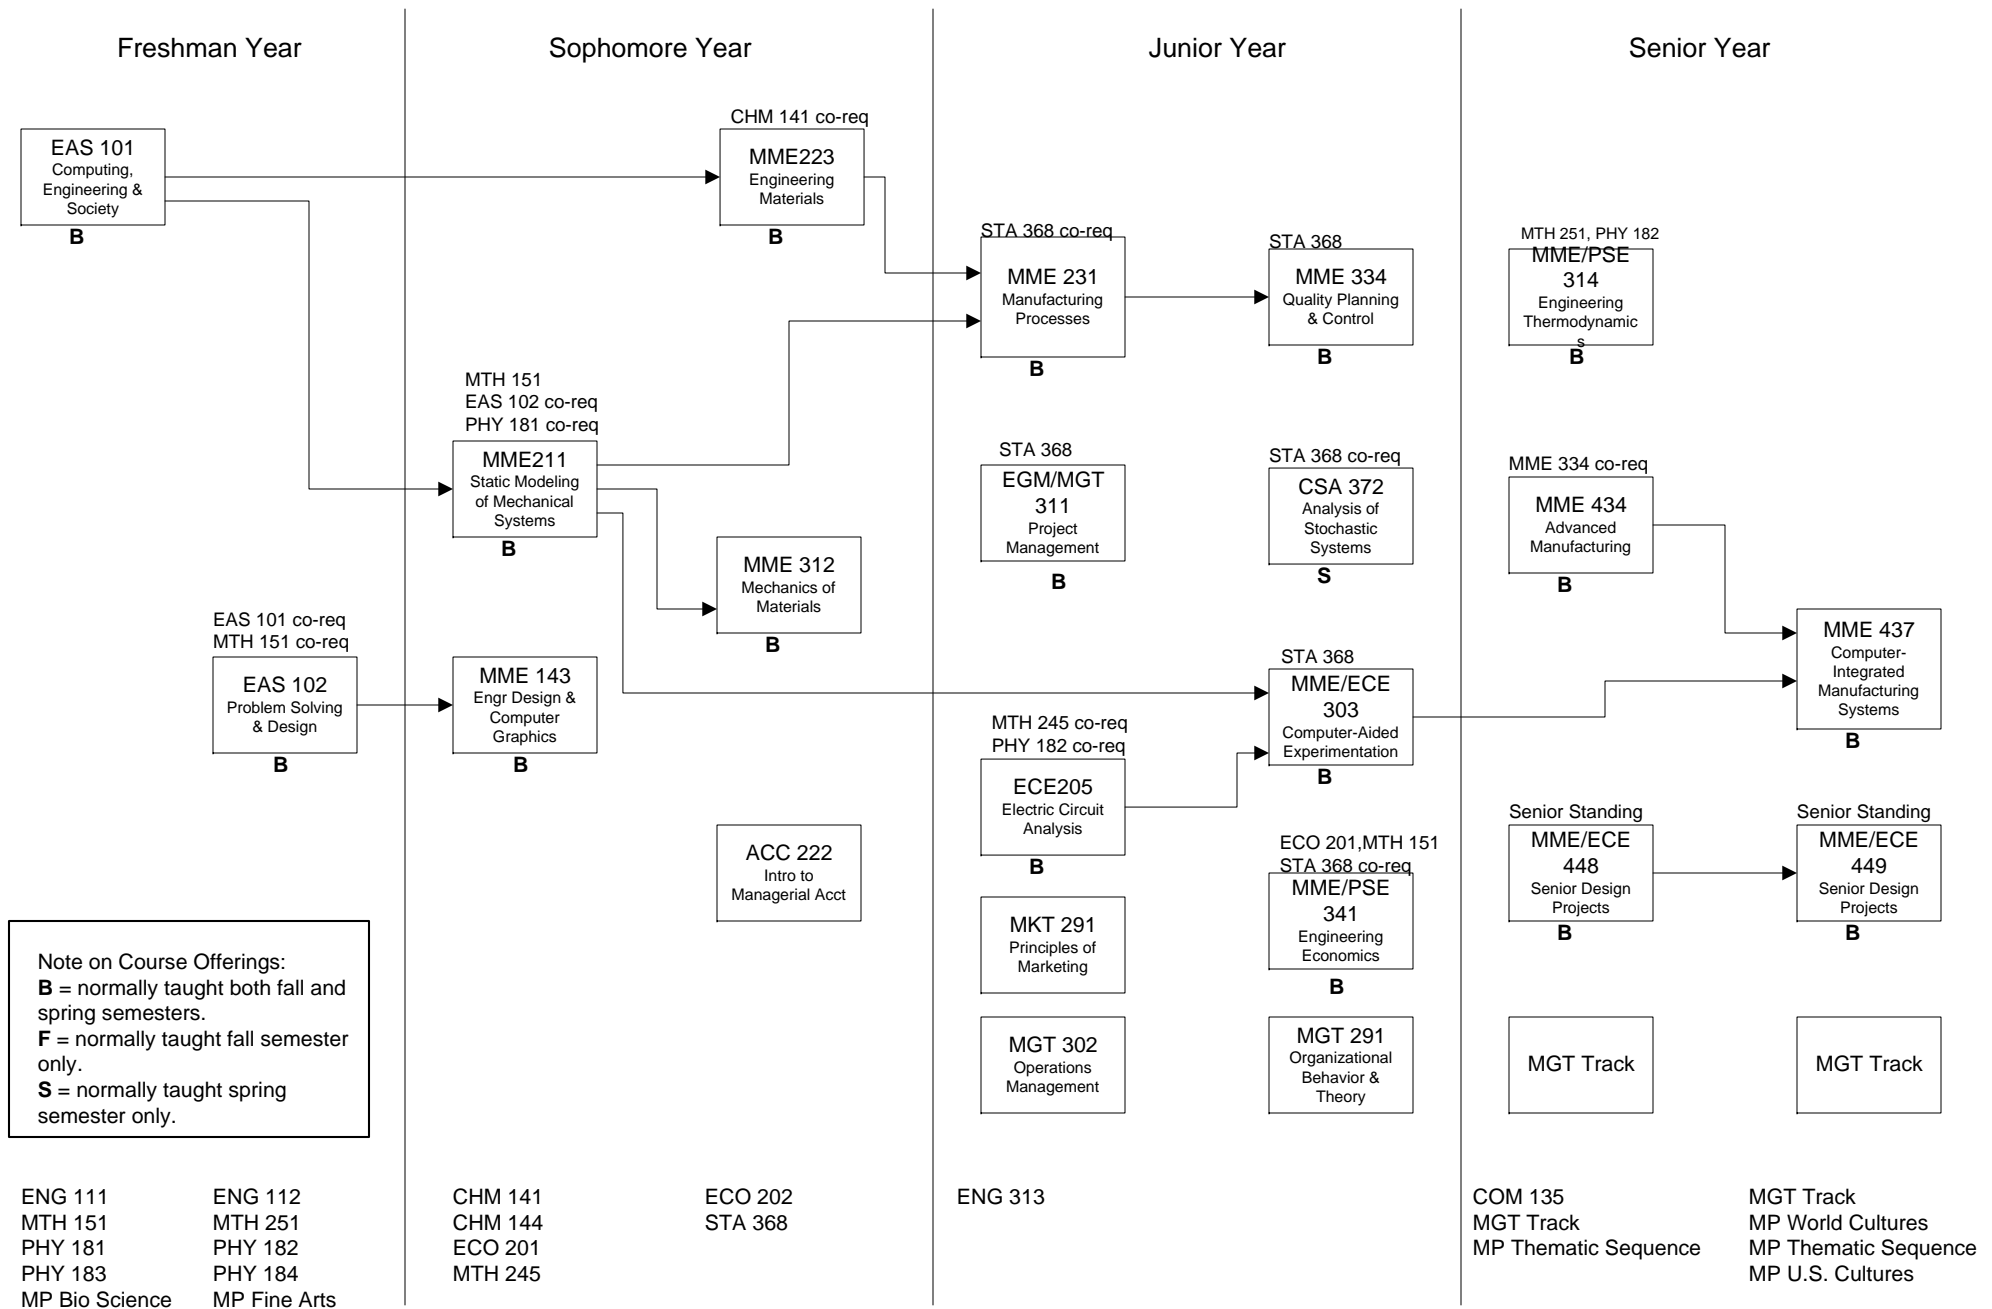 Freshman Year
Sophomore Year
Junior Year
Senior Year
EAS 101
Computing,
Engineering &
Society
B
EAS 101 co-req
MTH 151 co-req
EAS 102
Problem Solving
& Design
B
Note on Course Offerings:
B = normally taught both fall and
spring semesters.
F = normally taught fall semester
only.
S = normally taught spring
semester only.
ENG 111
MTH 151
PHY 181
PHY 183
MP Bio Science
ENG 112
MTH 251
PHY 182
PHY 184
MP Fine Arts
CHM 141 co-req
MME223
Engineering
Materials
B
MTH 151
EAS 102 co-req
PHY 181 co-req
MME211
Static Modeling
of Mechanical
Systems
B
MME 312
Mechanics of
Materials
B
MME 143
Engr Design &
Computer
Graphics
B
ACC 222
Intro to
Managerial Acct
CHM 141
CHM 144
ECO 201
MTH 245
ECO 202
STA 368
STA 368 co-req
MME 231
Manufacturing
Processes
B
STA 368
MME 334
Quality Planning
& Control
B
STA 368
EGM/MGT
311
Project
Management
B
STA 368 co-req
CSA 372
Analysis of
Stochastic
Systems
S
STA 368
MME/ECE
303
Computer-Aided
Experimentation
B
MTH 245 co-req
PHY 182 co-req
ECE205
Electric Circuit
Analysis
B
ECO 201,MTH 151
STA 368 co-req
MME/PSE
341
Engineering
Economics
B
MKT 291
Principles of
Marketing
MGT 302
Operations
Management
MGT 291
Organizational
Behavior &
Theory
ENG 313
MTH 251, PHY 182
MME/PSE
314
Engineering
Thermodynamic
s
B
MME 334 co-req
MME 434
Advanced
Manufacturing
B
MME 437
Computer-
Integrated
Manufacturing
Systems
B
Senior Standing
MME/ECE
448
Senior Design
Projects
B
Senior Standing
MME/ECE
449
Senior Design
Projects
B
MGT Track
MGT Track
COM 135
MGT Track
MP Thematic Sequence
MGT Track
MP World Cultures
MP Thematic Sequence
MP U.S. Cultures